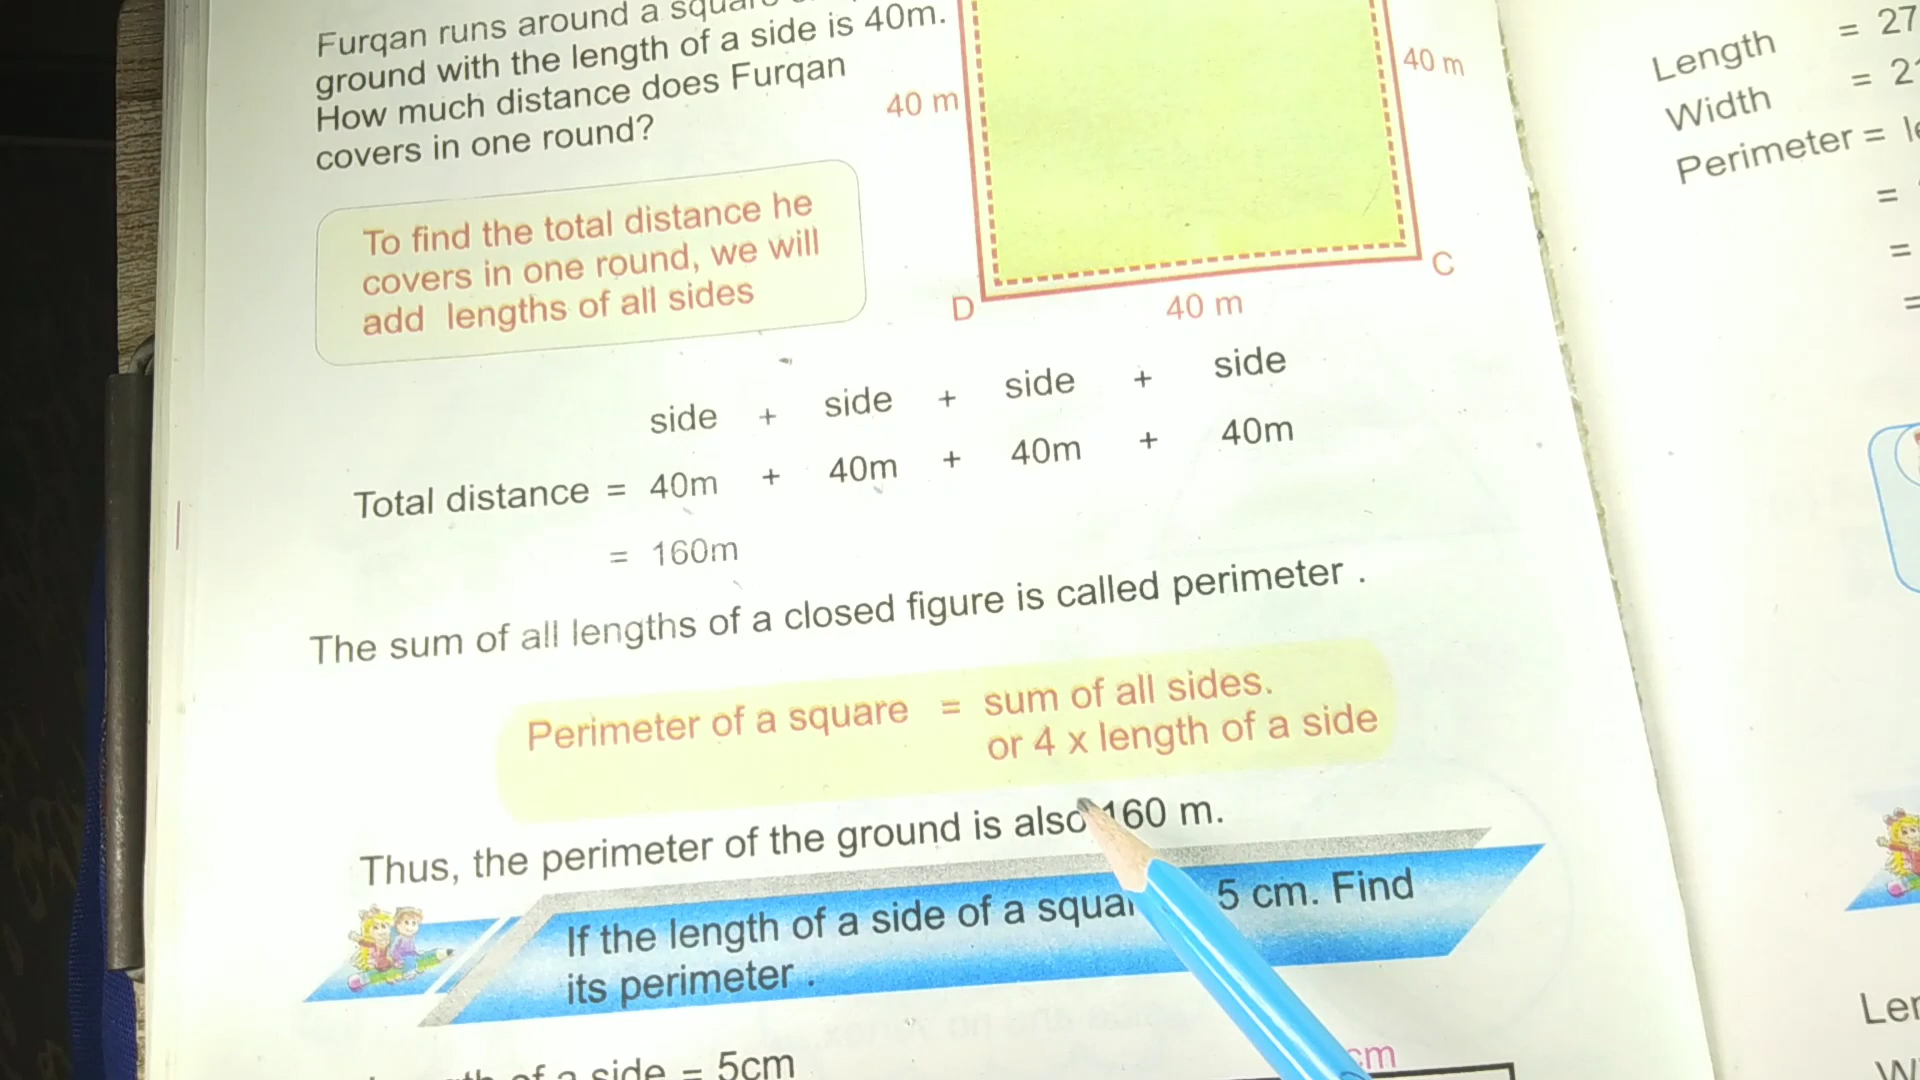 Furqan runs around a square
ground with the length of a side is 40m.
How much distance does Furqan
covers in one round?
40 m
40 m
To find the total distance he
covers in one round, we will
add lengths of all sides
D
40 m
C
side + side + side + side
Total distance = 40m + 40m + 40m + 40m
= 160m
The sum of all lengths of a closed figure is called perimeter .
Perimeter of a square = sum of all sides.
or 4 x length of a side
Thus, the perimeter of the ground is also 160 m.
If the length of a side of a squar 5 cm. Find
its perimeter .
of a side = 5cm
cm
Length = 27
Width = 2
Perimeter =
=
=
=
Len